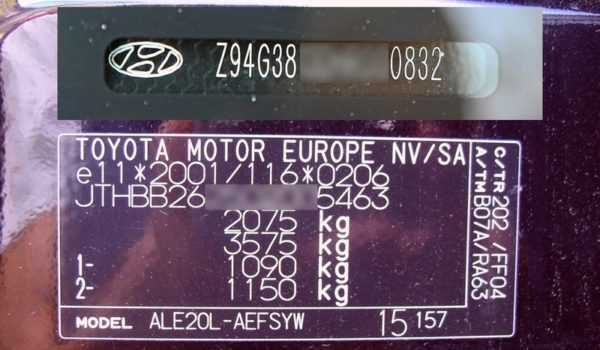 Z94G38 0832
TOYOTA MOTOR EUROPE NV/SA
e11*2001/116*0206
JTHBB26 5463
2075 kg
3575 kg
1- 1090 kg
2- 1150 kg
MODEL ALE20L-AEFSYW 15 157
C/TR 202 /FF04
A/TM B07A/RA63